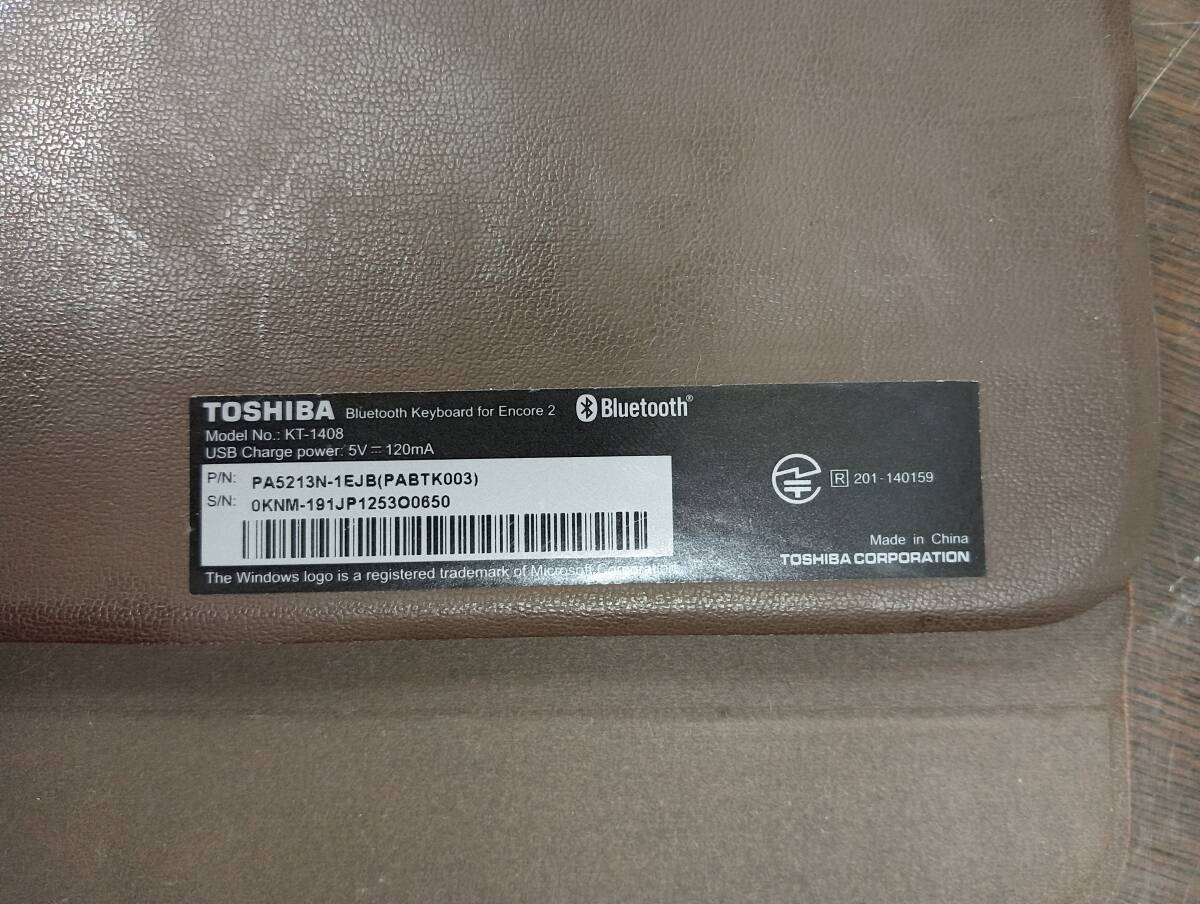 TOSHIBA Bluetooth Keyboard for Encore 2 Bluetooth®
Model No.: KT-1408
USB Charge power: 5V⎓120mA
P/N: PA5213N-1EJB(PABTK003)
S/N: 0KNM-191JP1253O0650
R 201-140159
Made in China
TOSHIBA CORPORATION
The Windows logo is a registered trademark of Microsoft Corporation.